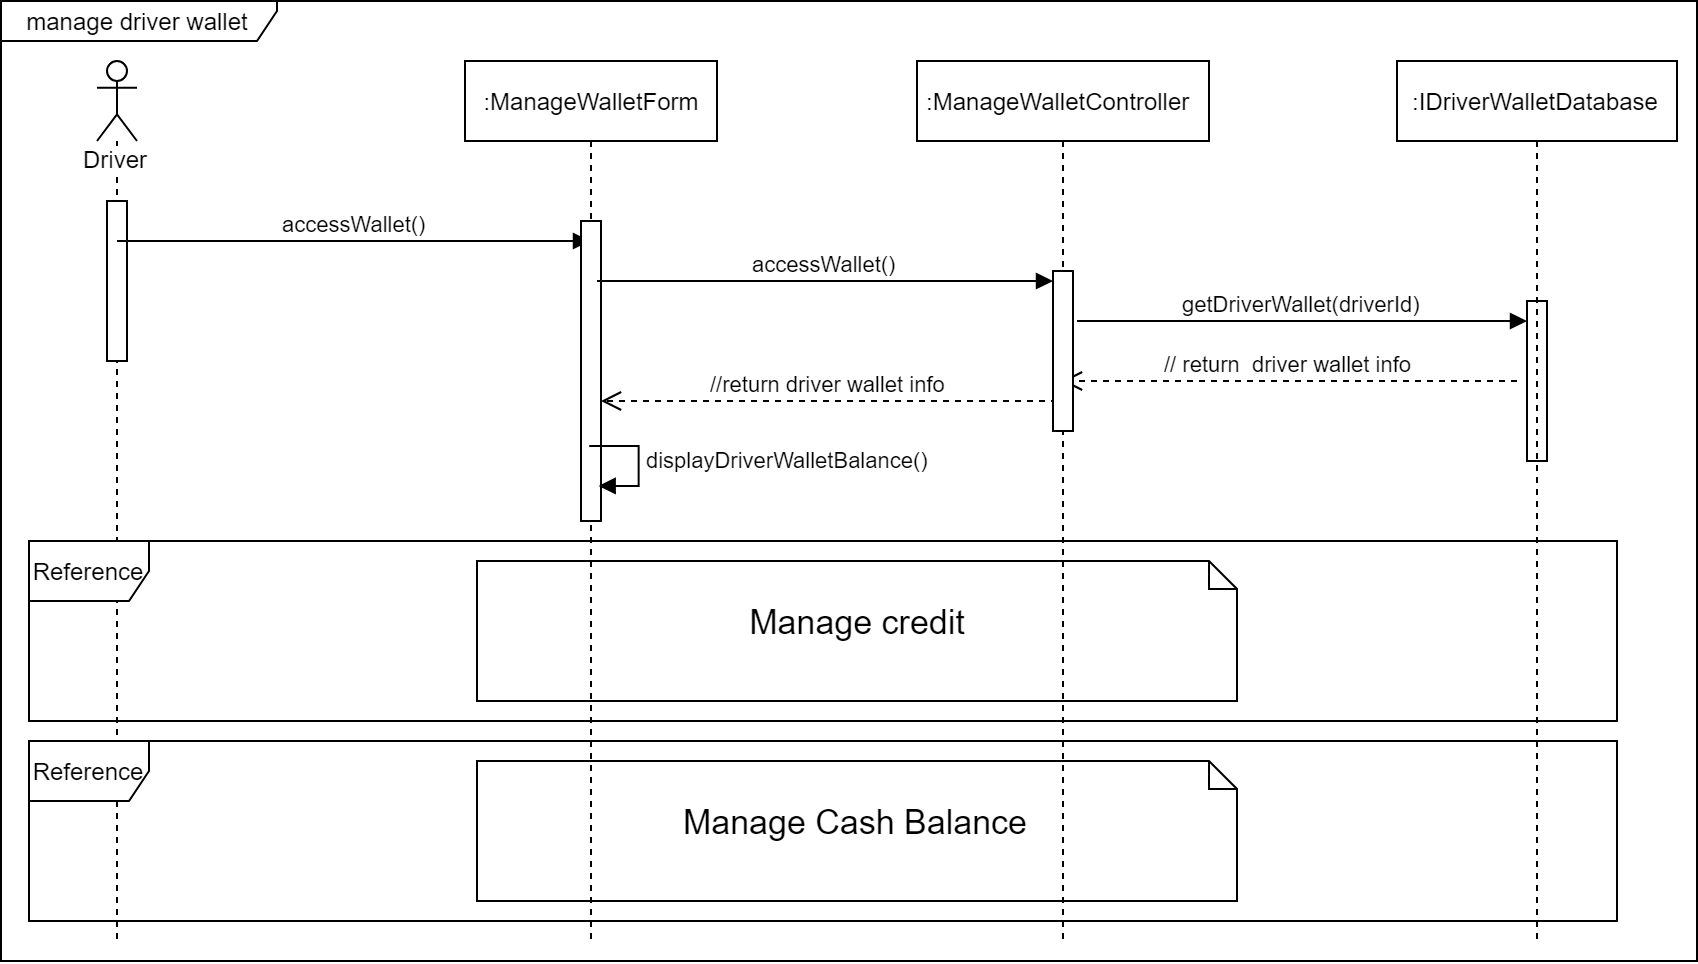 manage driver wallet
:ManageWalletForm
:ManageWalletController
:IDriverWalletDatabase
Driver
accessWallet()
accessWallet()
getDriverWallet(driverId)
// return  driver wallet info
//return driver wallet info
displayDriverWalletBalance()
Reference
Manage credit
Reference
Manage Cash Balance